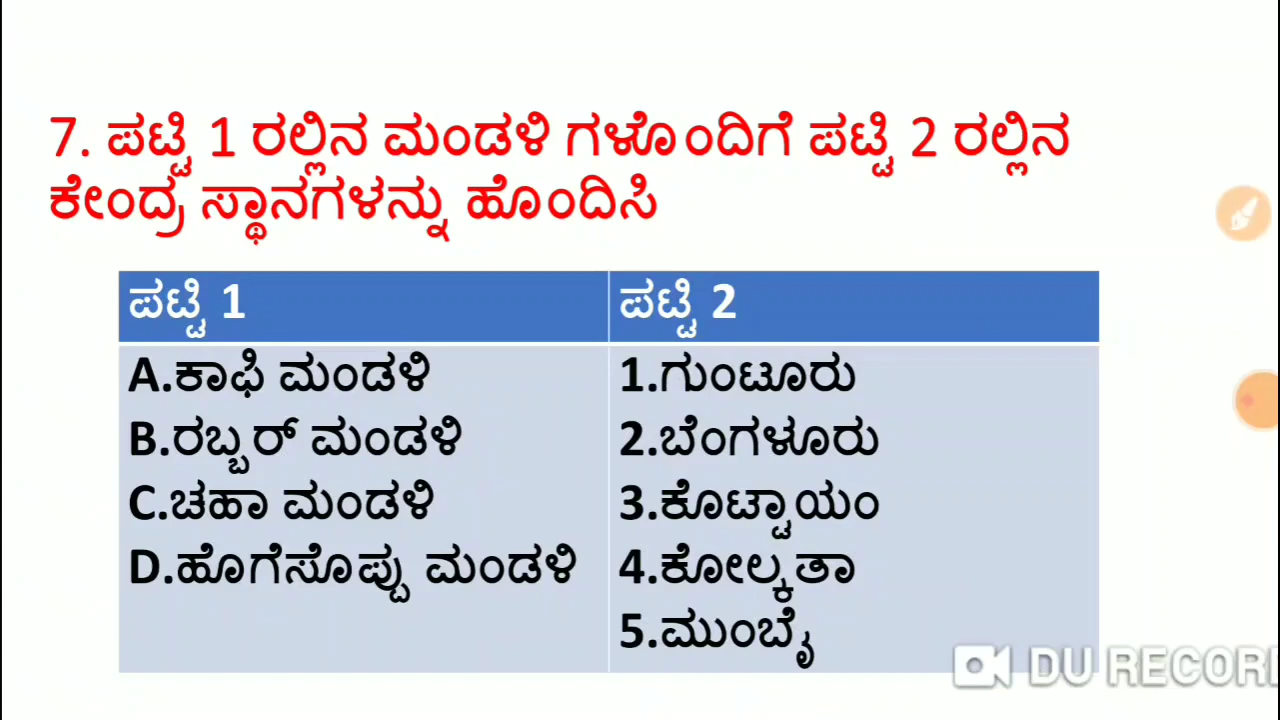 7. ಪಟ್ಟಿ 1 ರಲ್ಲಿನ ಮಂಡಳಿ ಗಳೊಂದಿಗೆ ಪಟ್ಟಿ 2 ರಲ್ಲಿನ
ಕೇಂದ್ರ ಸ್ಥಾನಗಳನ್ನು ಹೊಂದಿಸಿ
ಪಟ್ಟಿ 1 ಪಟ್ಟಿ 2
A.ಕಾಫಿ ಮಂಡಳಿ 1.ಗುಂಟೂರು
B.ರಬ್ಬರ್ ಮಂಡಳಿ 2.ಬೆಂಗಳೂರು
C.ಚಹಾ ಮಂಡಳಿ 3.ಕೊಟ್ಟಾಯಂ
D.ಹೊಗೆಸೊಪ್ಪು ಮಂಡಳಿ 4.ಕೋಲ್ಕತಾ
5.ಮುಂಬೈ
DU RECOR